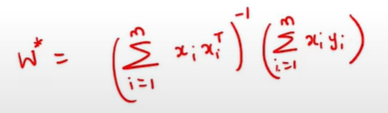 w* = (∑_{i=1}^{n} x_i x_i^T)^{-1} (∑_{i=1}^{n} x_i y_i)